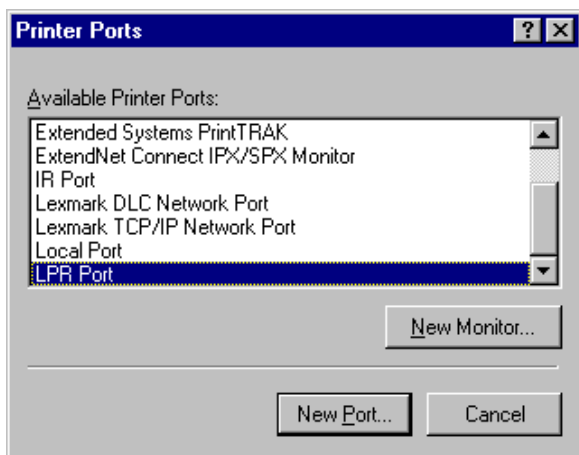 Printer Ports
Available Printer Ports:
Extended Systems PrintTRAK
ExtendNet Connect IPX/SPX Monitor
IR Port
Lexmark DLC Network Port
Lexmark TCP/IP Network Port
Local Port
LPR Port
New Monitor...
New Port...
Cancel